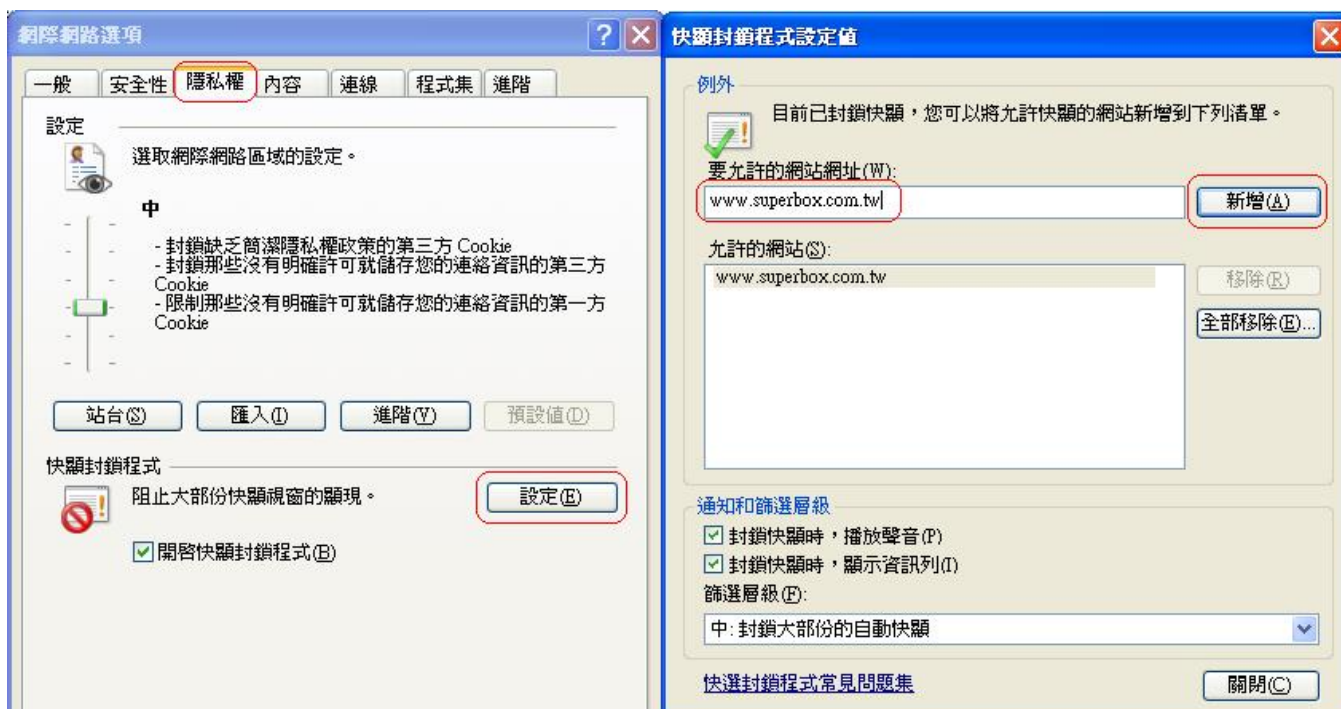 網際網路選項
一般 安全性 隱私權 內容 連線 程式集 進階
設定
選取網際網路區域的設定。
中
- 封鎖缺乏簡潔隱私權政策的第三方 Cookie
- 封鎖那些沒有明確許可就儲存您的連絡資訊的第三方
Cookie
- 限制那些沒有明確許可就儲存您的連絡資訊的第一方
Cookie
站台(S) 匯入(I) 進階(V) 預設值(D)
快顯封鎖程式
阻止大部份快顯視窗的顯現。
設定(E)
開啓快顯封鎖程式(B)
快顯封鎖程式設定值
例外
目前已封鎖快顯，您可以將允許快顯的網站新增到下列清單。
要允許的網站網址(W):
www.superbox.com.tw
新增(A)
允許的網站(S):
www.superbox.com.tw
移除(R)
全部移除(E)...
通知和篩選層級
封鎖快顯時，播放聲音(P)
封鎖快顯時，顯示資訊列(I)
篩選層級(F):
中: 封鎖大部份的自動快顯
快選封鎖程式常見問題集
關閉(C)